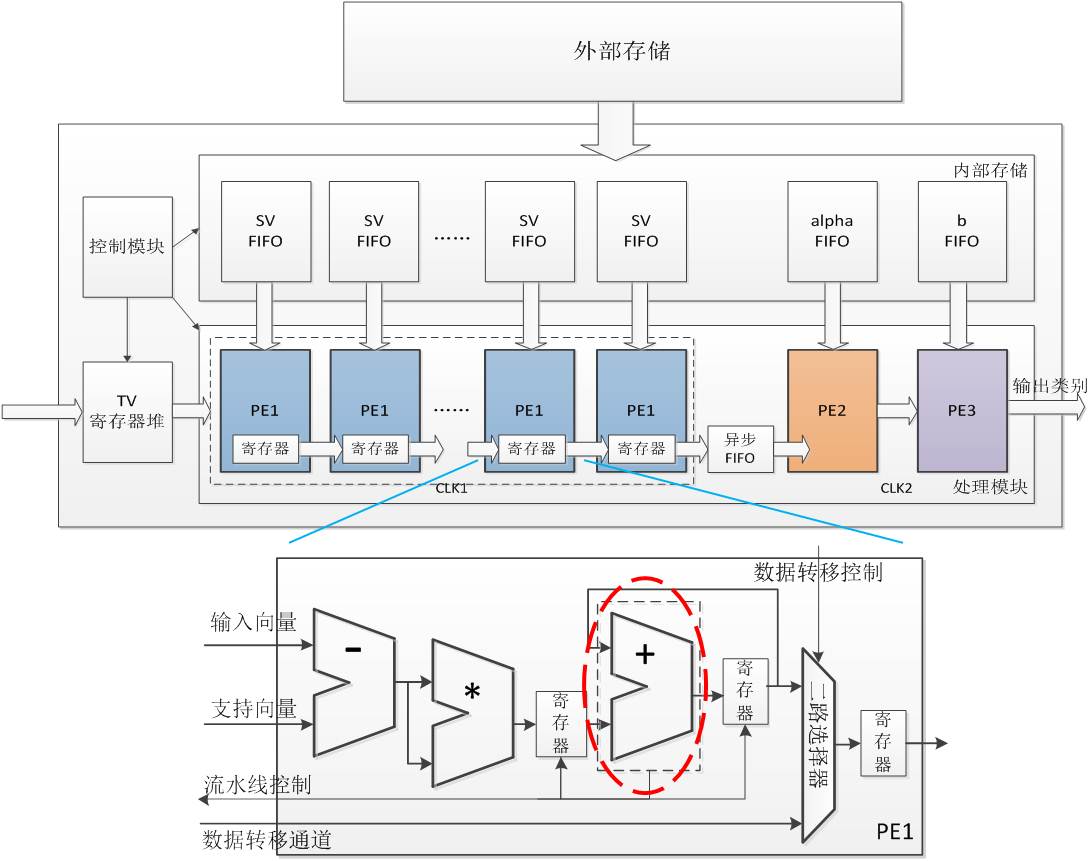 外部存储
内部存储
SV
FIFO
SV
FIFO
......
SV
FIFO
SV
FIFO
alpha
FIFO
b
FIFO
控制模块
TV
寄存器堆
PE1
寄存器
PE1
寄存器
......
PE1
寄存器
PE1
寄存器
异步
FIFO
PE2
PE3
输出类别
CLK1
CLK2
处理模块
数据转移控制
输入向量
支持向量
-
*
寄存器
+
寄存器
二路选择器
寄存器
流水线控制
数据转移通道
PE1